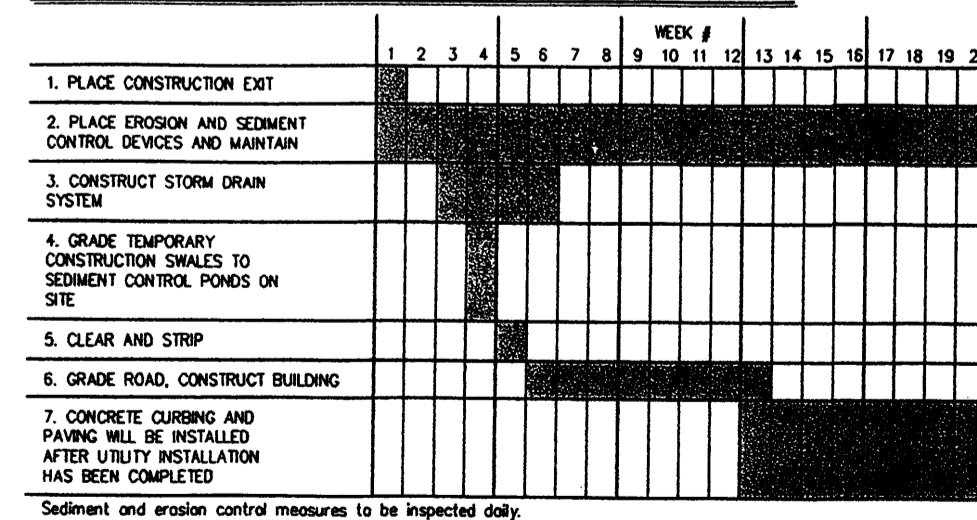 WEEK #
1 2 3 4 5 6 7 8 9 10 11 12 13 14 15 16 17 18 19 2
1. PLACE CONSTRUCTION EXIT
2. PLACE EROSION AND SEDIMENT
CONTROL DEVICES AND MAINTAIN
3. CONSTRUCT STORM DRAIN
SYSTEM
4. GRADE TEMPORARY
CONSTRUCTION SWALES TO
SEDIMENT CONTROL PONDS ON
SITE
5. CLEAR AND STRIP
6. GRADE ROAD, CONSTRUCT BUILDING
7. CONCRETE CURBING AND
PAVING WILL BE INSTALLED
AFTER UTILITY INSTALLATION
HAS BEEN COMPLETED
Sediment and erosion control measures to be inspected daily.